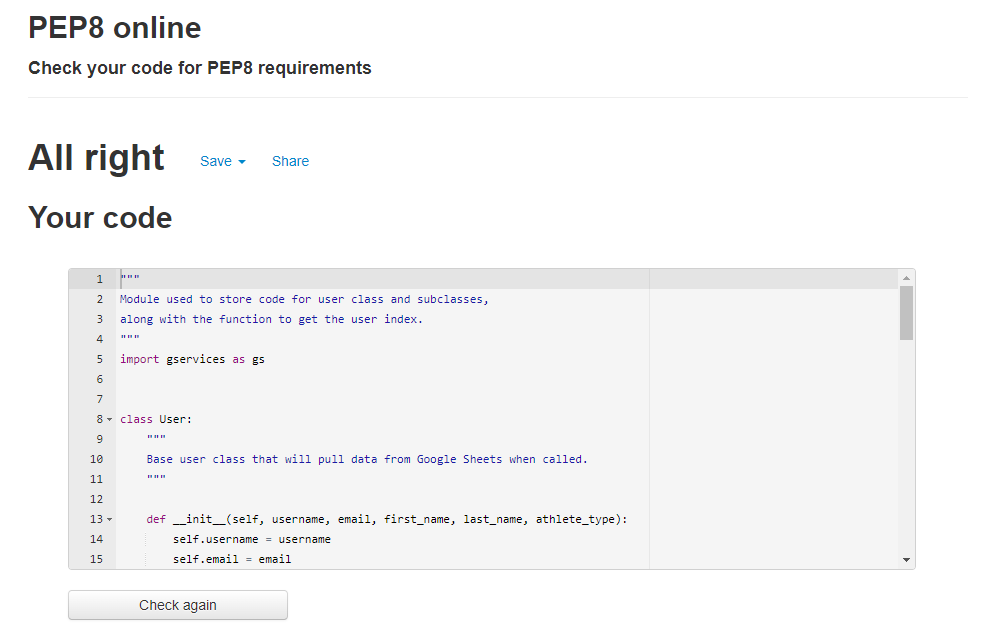 PEP8 online
Check your code for PEP8 requirements
All right Save Share
Your code
1 """
2 Module used to store code for user class and subclasses,
3 along with the function to get the user index.
4 """
5 import gservices as gs
6
7
8 class User:
9 """
10 Base user class that will pull data from Google Sheets when called.
11 """
12
13 def __init__(self, username, email, first_name, last_name, athlete_type):
14 self.username = username
15 self.email = email
Check again